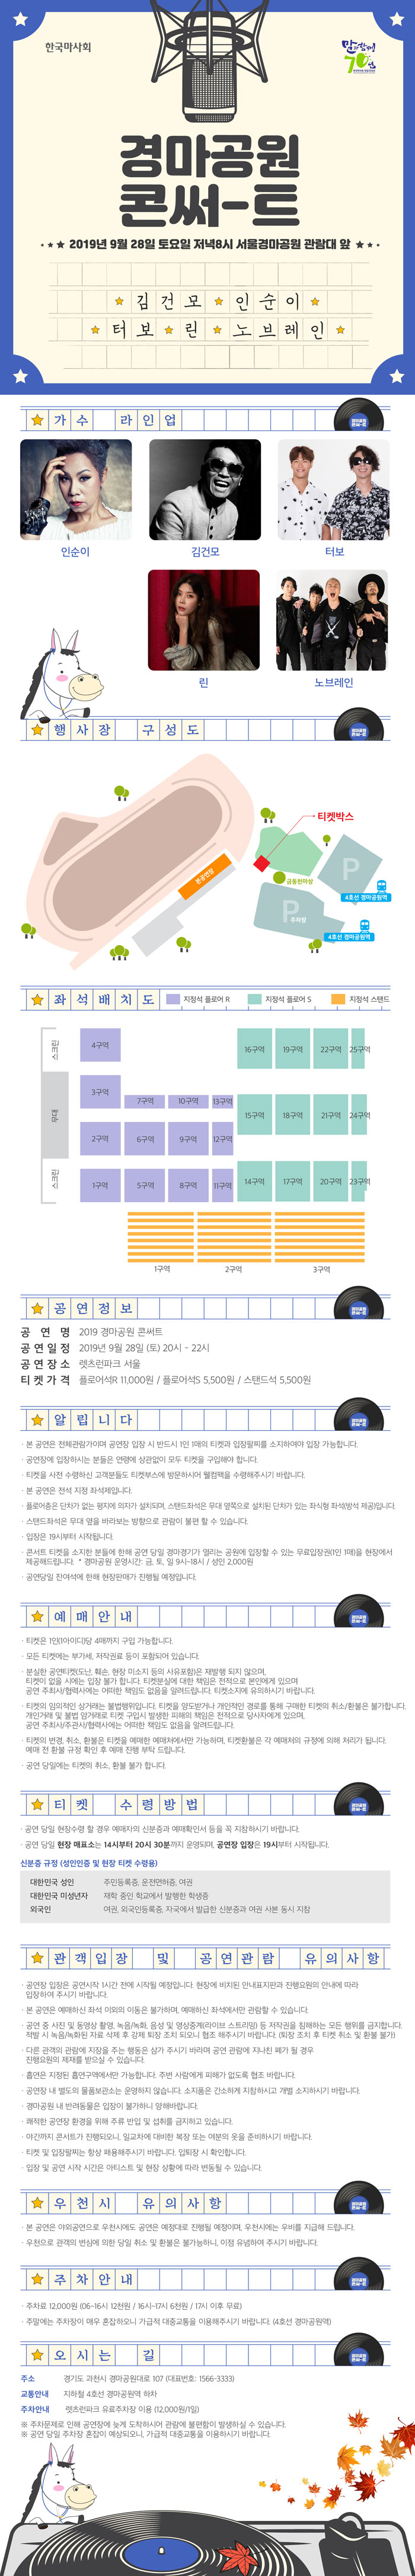 한국마사회
말과 함께
70년
경마공원
콘써-트
2019년 9월 28일 토요일 저녁8시 서울경마공원 관람대 앞
김건모 인순이
터보 린 노브레인
가수 라인업
경마공원
콘써-트
인순이 김건모 터보
린 노브레인
행사장 구성도
경마공원
콘써-트
티켓박스
본공연장
금동천마상
P
4호선 경마공원역
P
주차장
4호선 경마공원역
좌석배치도 지정석 플로어 R 지정석 플로어 S 지정석 스탠드
스크린
무대
스크린
4구역 16구역 19구역 22구역 25구역
3구역
7구역 10구역 13구역
15구역 18구역 21구역 24구역
2구역 6구역 9구역 12구역
1구역 5구역 8구역 11구역 14구역 17구역 20구역 23구역
1구역 2구역 3구역
공연정보
경마공원
콘써-트
공 연 명 2019 경마공원 콘써트
공연일정 2019년 9월 28일 (토) 20시 - 22시
공연장소 렛츠런파크 서울
티켓가격 플로어석R 11,000원 / 플로어석S 5,500원 / 스탠드석 5,500원
알립니다
경마공원
콘써-트
· 본 공연은 전체관람가이며 공연장 입장 시 반드시 1인 1매의 티켓과 입장팔찌를 소지하여야 입장 가능합니다.
· 공연장에 입장하시는 분들은 연령에 상관없이 모두 티켓을 구입해야 합니다.
· 티켓을 사전 수령하신 고객분들도 티켓부스에 방문하시어 웰컴팩을 수령해주시기 바랍니다.
· 본 공연은 전석 지정 좌석제입니다.
· 플로어층은 단차가 없는 평지에 의자가 설치되며, 스탠드좌석은 무대 옆쪽으로 설치된 단차가 있는 좌식형 좌석(방석 제공)입니다.
· 스탠드좌석은 무대 옆을 바라보는 방향으로 관람이 불편 할 수 있습니다.
· 입장은 19시부터 시작됩니다.
· 콘서트 티켓을 소지한 분들에 한해 공연 당일 경마경기가 열리는 공원에 입장할 수 있는 무료입장권(1인 1매)을 현장에서
제공해드립니다. * 경마공원 운영시간: 금, 토, 일 9시~18시 / 성인 2,000원
· 공연당일 잔여석에 한해 현장판매가 진행될 예정입니다.
예매안내
경마공원
콘써-트
· 티켓은 1인(1아이디)당 4매까지 구입 가능합니다.
· 모든 티켓에는 부가세, 저작권료 등이 포함되어 있습니다.
· 분실한 공연티켓(도난, 훼손, 현장 미소지 등의 사유포함)은 재발행 되지 않으며,
티켓이 없을 시에는 입장 불가 합니다. 티켓분실에 대한 책임은 전적으로 본인에게 있으며
공연 주최사/협력사에는 어떠한 책임도 없음을 알려드립니다. 티켓소지에 유의하시기 바랍니다.
· 티켓의 임의적인 상거래는 불법행위입니다. 티켓을 양도받거나 개인적인 경로를 통해 구매한 티켓의 취소/환불은 불가합니다.
개인거래 및 불법 암거래로 티켓 구입시 발생한 피해의 책임은 전적으로 당사자에게 있으며,
공연 주최사/주관사/협력사에는 어떠한 책임도 없음을 알려드립니다.
· 티켓의 변경, 취소, 환불은 티켓을 예매한 예매처에서만 가능하며, 티켓환불은 각 예매처의 규정에 의해 처리가 됩니다.
예매 전 환불 규정 확인 후 예매 진행 부탁 드립니다.
· 공연 당일에는 티켓의 취소, 환불 불가 합니다.
티켓 수령방법
경마공원
콘써-트
· 공연 당일 현장수령 할 경우 예매자의 신분증과 예매확인서 등을 꼭 지참하시기 바랍니다.
· 공연 당일 현장 매표소는 14시부터 20시 30분까지 운영되며, 공연장 입장은 19시부터 시작됩니다.
신분증 규정 (성인인증 및 현장 티켓 수령용)
대한민국 성인 주민등록증, 운전면허증, 여권
대한민국 미성년자 재학 중인 학교에서 발행한 학생증
외국인 여권, 외국인등록증, 자국에서 발급한 신분증과 여권 사본 동시 지참
관객입장 및 공연관람 유의사항
· 공연장 입장은 공연시작 1시간 전에 시작될 예정입니다. 현장에 비치된 안내표지판과 진행요원의 안내에 따라
입장하여 주시기 바랍니다.
· 본 공연은 예매하신 좌석 이외의 이동은 불가하며, 예매하신 좌석에서만 관람할 수 있습니다.
· 공연 중 사진 및 동영상 촬영, 녹음/녹화, 음성 및 영상중계(라이브 스트리밍) 등 저작권을 침해하는 모든 행위를 금지합니다.
적발 시 녹음/녹화된 자료 삭제 후 강제 퇴장 조치 되오니 협조 해주시기 바랍니다. (퇴장 조치 후 티켓 취소 및 환불 불가)
· 다른 관객의 관람에 지장을 주는 행동은 삼가 주시기 바라며 공연 관람에 지나친 폐가 될 경우
진행요원의 제재를 받으실 수 있습니다.
· 흡연은 지정된 흡연구역에서만 가능합니다. 주변 사람에게 피해가 없도록 협조 바랍니다.
· 공연장 내 별도의 물품보관소는 운영하지 않습니다. 소지품은 간소하게 지참하시고 개별 소지하시기 바랍니다.
· 경마공원 내 반려동물은 입장이 불가하니 양해바랍니다.
· 쾌적한 공연장 환경을 위해 주류 반입 및 섭취를 금지하고 있습니다.
· 야간까지 콘서트가 진행되오니, 일교차에 대비한 복장 또는 여분의 옷을 준비하시기 바랍니다.
· 티켓 및 입장팔찌는 항상 패용해주시기 바랍니다. 입퇴장 시 확인합니다.
· 입장 및 공연 시작 시간은 아티스트 및 현장 상황에 따라 변동될 수 있습니다.
우천시 유의사항
경마공원
콘써-트
· 본 공연은 야외공연으로 우천시에도 공연은 예정대로 진행될 예정이며, 우천시에는 우비를 지급해 드립니다.
· 우천으로 관객의 변심에 의한 당일 취소 및 환불은 불가능하니, 이점 유념하여 주시기 바랍니다.
주차안내
경마공원
콘써-트
· 주차료 12,000원 (06~16시 12천원 / 16시~17시 6천원 / 17시 이후 무료)
· 주말에는 주차장이 매우 혼잡하오니 가급적 대중교통을 이용해주시기 바랍니다. (4호선 경마공원역)
오시는 길
경마공원
콘써-트
주소 경기도 과천시 경마공원대로 107 (대표번호: 1566-3333)
교통안내 지하철 4호선 경마공원역 하차
주차안내 렛츠런파크 유료주차장 이용 (12,000원/1일)
※ 주차문제로 인해 공연장에 늦게 도착하시어 관람에 불편함이 발생하실 수 있습니다.
※ 공연 당일 주차장 혼잡이 예상되오니, 가급적 대중교통을 이용하시기 바랍니다.